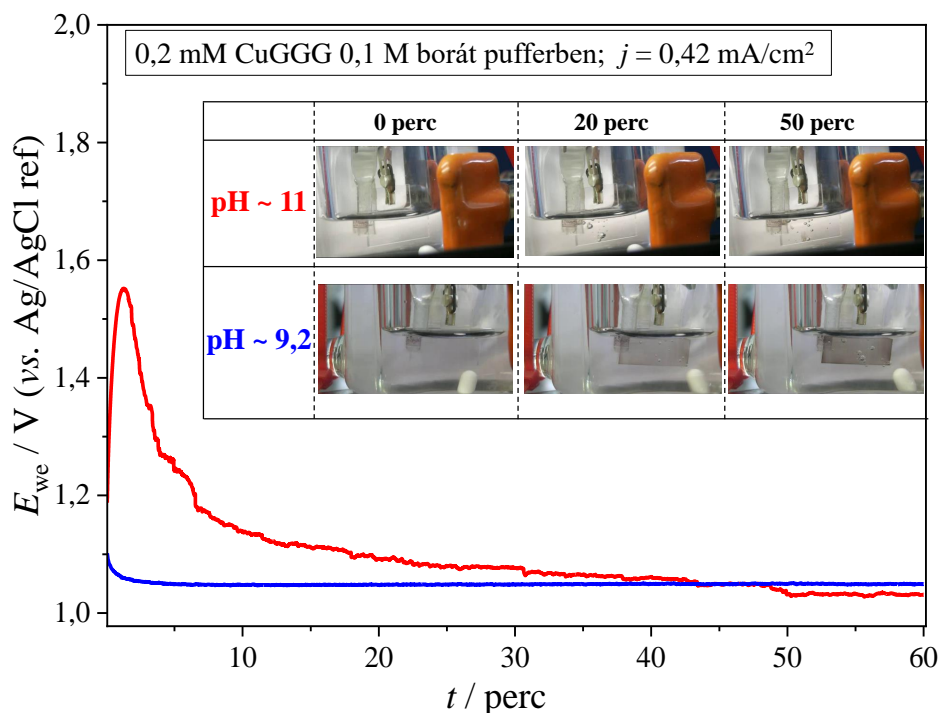 2,0
1,8
1,6
1,4
1,2
1,0
E_we / V (vs. Ag/AgCl ref)
0,2 mM CuGGG 0,1 M borát pufferben; j = 0,42 mA/cm²
0 perc 20 perc 50 perc
pH ~ 11
pH ~ 9,2
10 20 30 40 50 60
t / perc